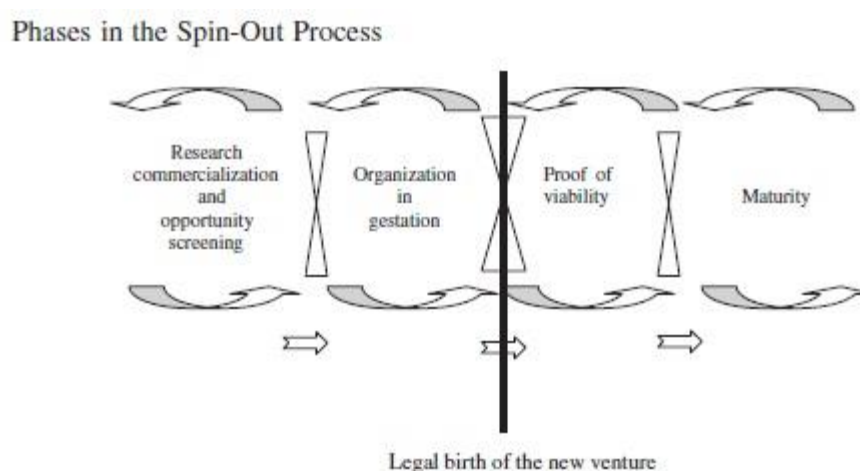 Phases in the Spin-Out Process
Research
commercialization
and
opportunity
screening
Organization
in
gestation
Proof of
viability
Maturity
Legal birth of the new venture